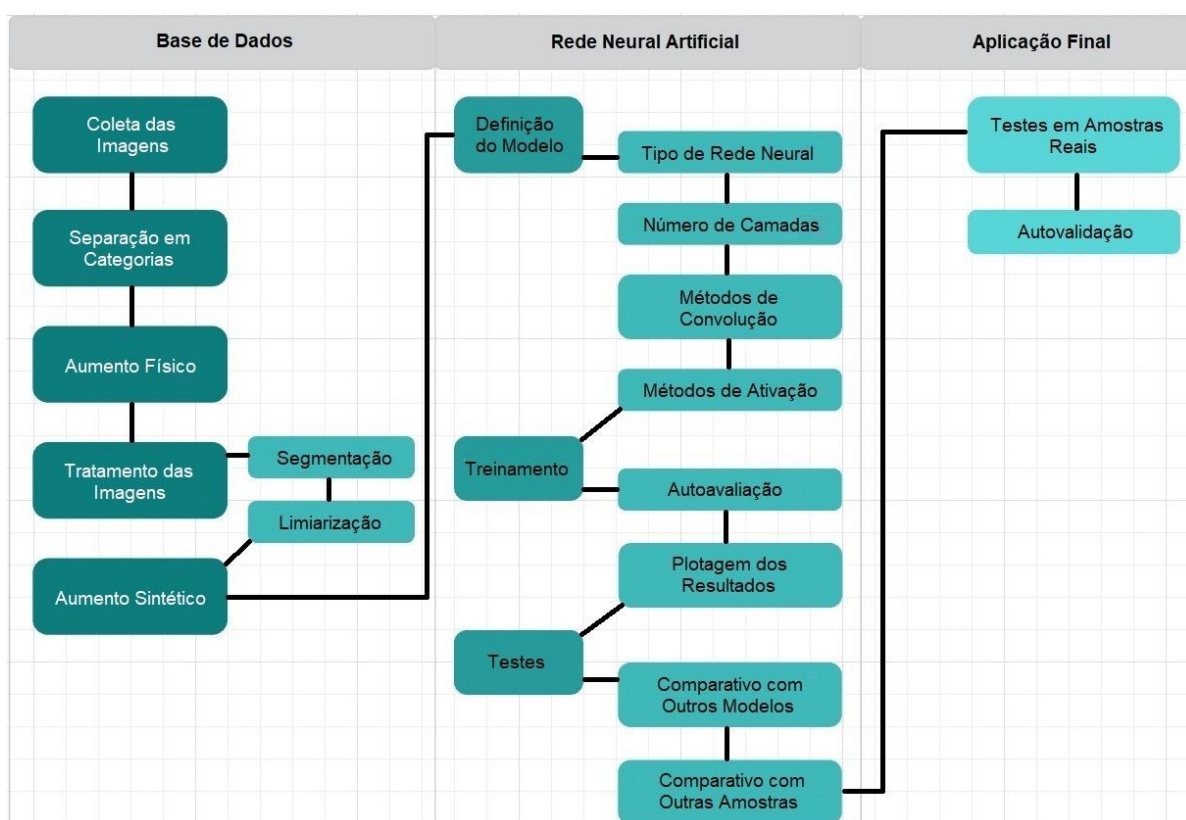 Base de Dados
Rede Neural Artificial
Aplicação Final
Coleta das
Imagens
Separação em
Categorias
Aumento Físico
Tratamento das
Imagens
Segmentação
Limiarização
Aumento Sintético
Definição
do Modelo
Tipo de Rede Neural
Número de Camadas
Métodos de
Convolução
Métodos de Ativação
Treinamento
Autoavaliação
Plotagem dos
Resultados
Testes
Comparativo com
Outros Modelos
Comparativo com
Outras Amostras
Testes em Amostras
Reais
Autovalidação